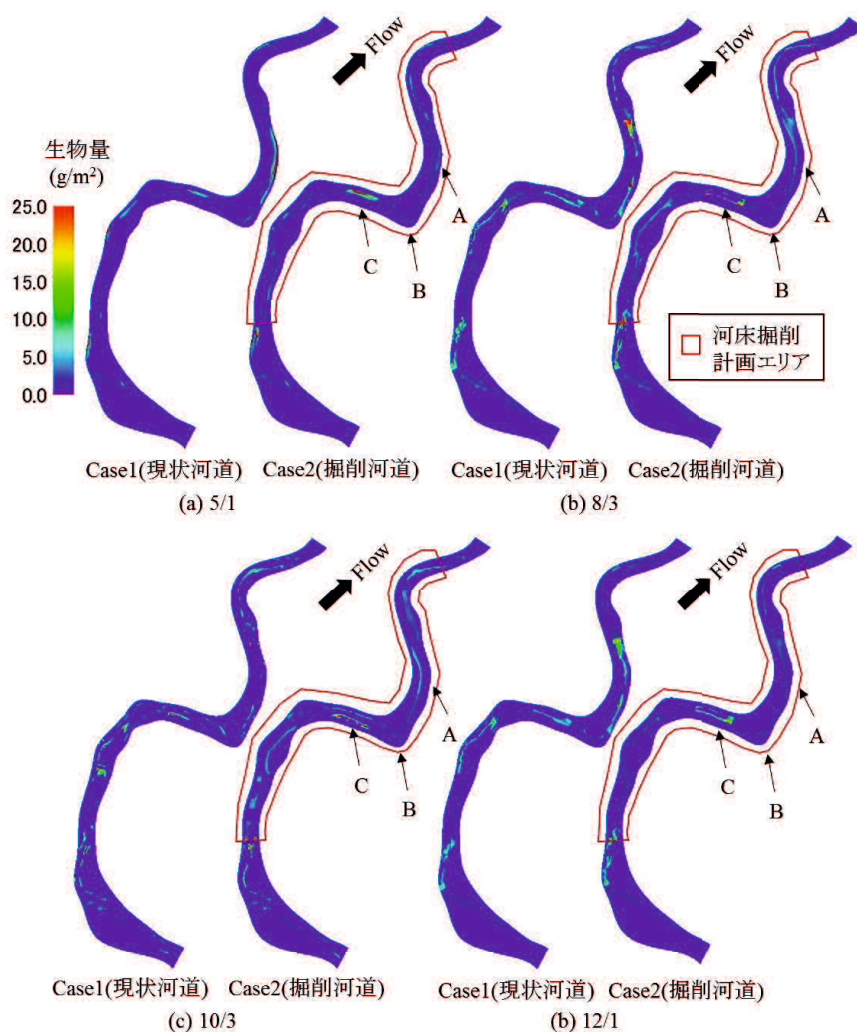 Flow
Flow
生物量
(g/m²)
25.0
20.0
15.0
10.0
5.0
0.0
A
B
C
A
B
C
河床掘削
計画エリア
Case1(現状河道)
Case2(掘削河道)
Case1(現状河道)
Case2(掘削河道)
(a) 5/1
(b) 8/3
Flow
Flow
A
B
C
A
B
C
Case1(現状河道)
Case2(掘削河道)
Case1(現状河道)
Case2(掘削河道)
(c) 10/3
(b) 12/1